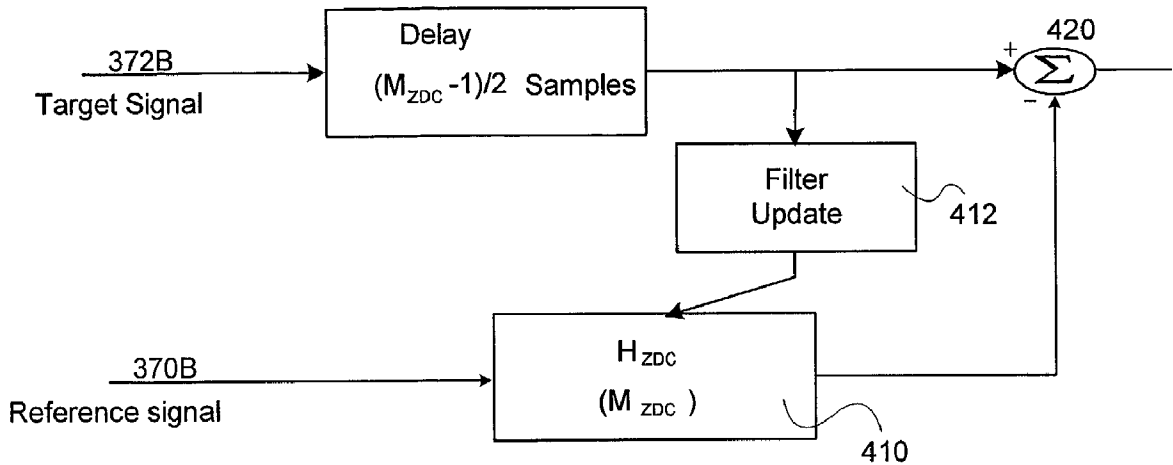 420
Delay
372B
+
Σ
(M_ZDC -1)/2 Samples
Target Signal
−
Filter
Update
412
H_ZDC
370B
(M_ZDC)
Reference signal
410